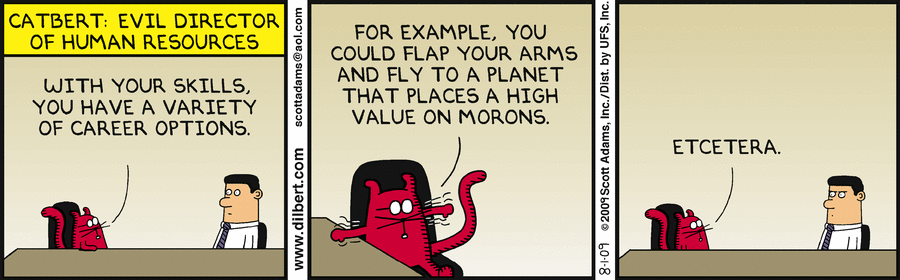 CATBERT: EVIL DIRECTOR
OF HUMAN RESOURCES
WITH YOUR SKILLS,
YOU HAVE A VARIETY
OF CAREER OPTIONS.
www.dilbert.com
scottadams@aol.com
FOR EXAMPLE, YOU
COULD FLAP YOUR ARMS
AND FLY TO A PLANET
THAT PLACES A HIGH
VALUE ON MORONS.
8-1-09
©2009 Scott Adams, Inc./Dist. by UFS, Inc.
ETCETERA.